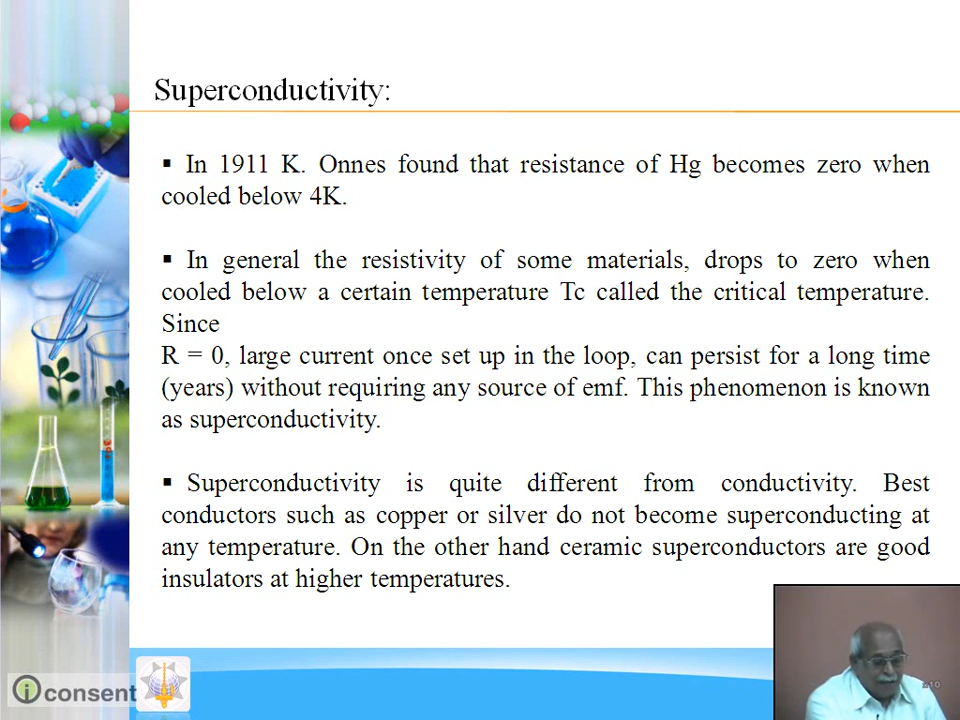 Superconductivity:
▪ In 1911 K. Onnes found that resistance of Hg becomes zero when
cooled below 4K.
▪ In general the resistivity of some materials, drops to zero when
cooled below a certain temperature Tc called the critical temperature.
Since
R = 0, large current once set up in the loop, can persist for a long time
(years) without requiring any source of emf. This phenomenon is known
as superconductivity.
▪ Superconductivity is quite different from conductivity. Best
conductors such as copper or silver do not become superconducting at
any temperature. On the other hand ceramic superconductors are good
insulators at higher temperatures.
i consent